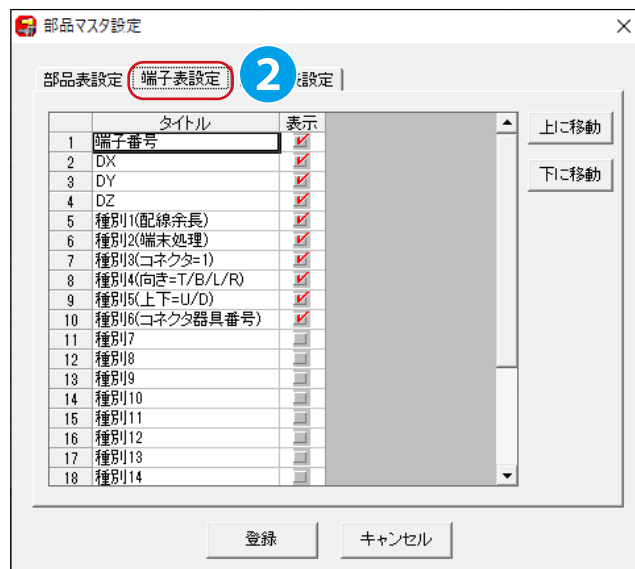 部品マスタ設定
部品表設定 端子表設定 2 表設定
タイトル 表示
上に移動
1 端子番号
2 DX
下に移動
3 DY
4 DZ
5 種別1(配線余長)
6 種別2(端末処理)
7 種別3(コネクタ=1)
8 種別4(向き=T/B/L/R)
9 種別5(上下=U/D)
10 種別6(コネクタ器具番号)
11 種別7
12 種別8
13 種別9
14 種別10
15 種別11
16 種別12
17 種別13
18 種別14
登録 キャンセル